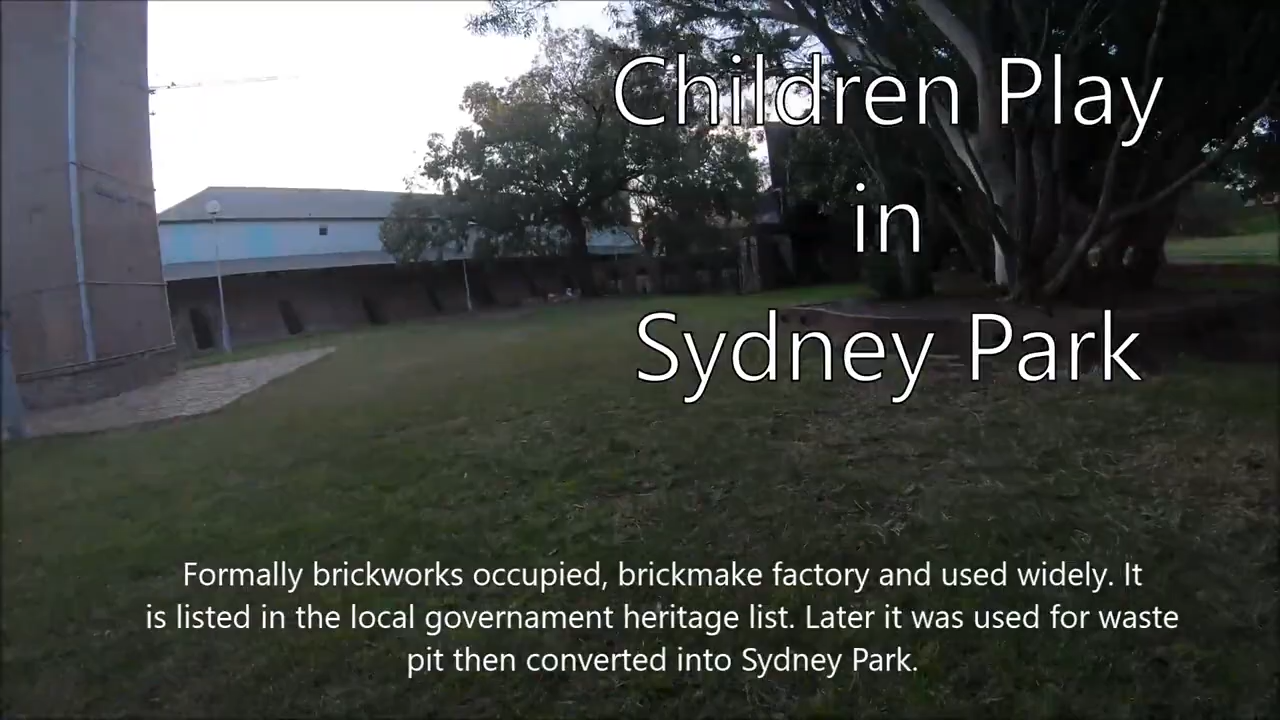 Children Play
in
Sydney Park
Formally brickworks occupied, brickmake factory and used widely. It
is listed in the local governament heritage list. Later it was used for waste
pit then converted into Sydney Park.